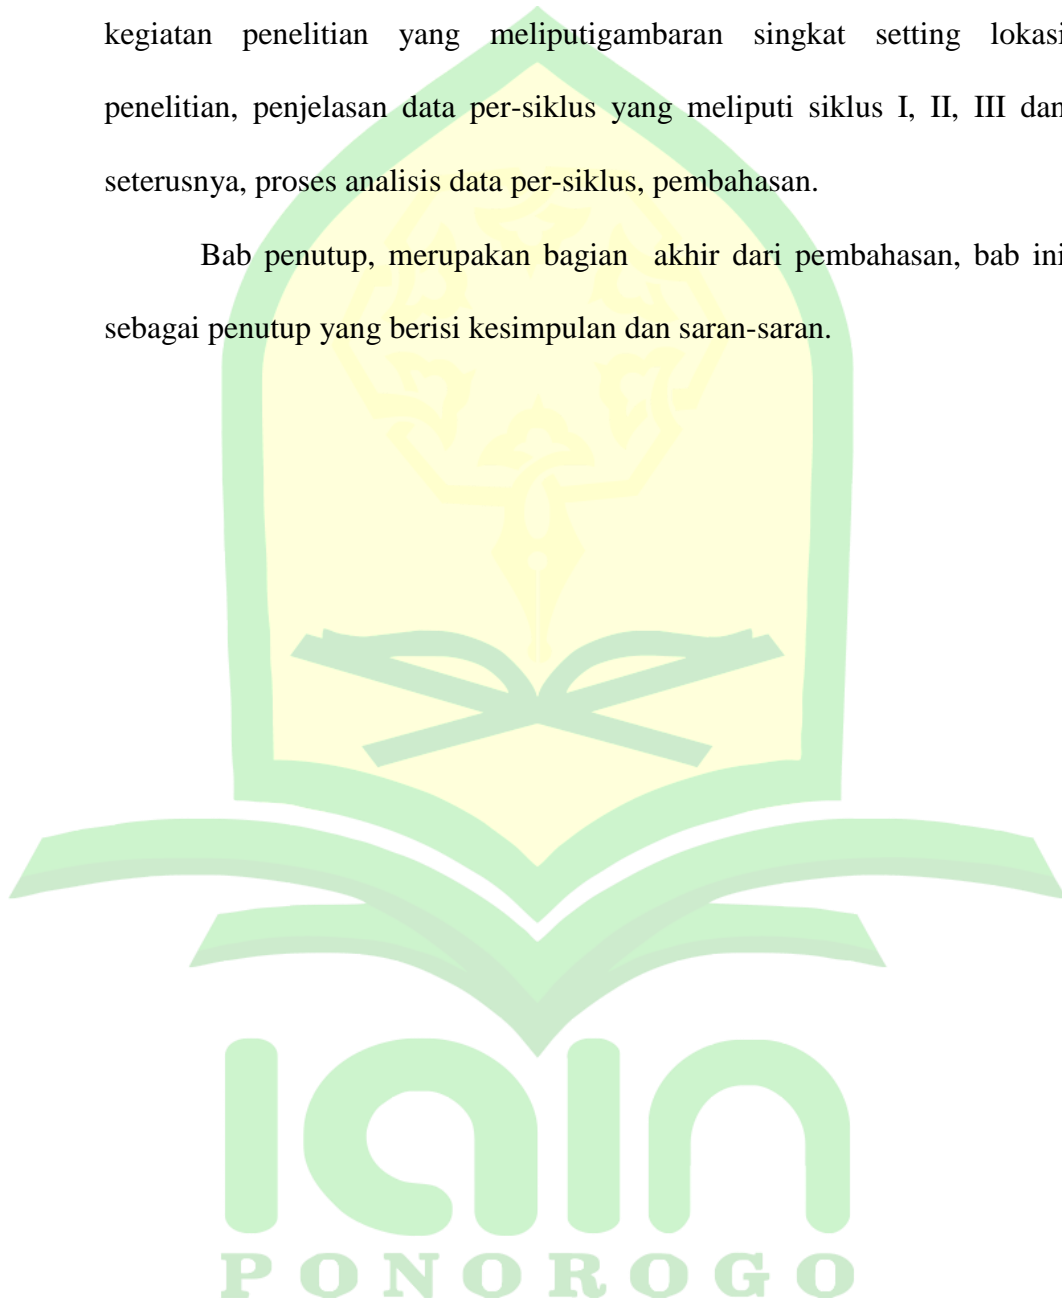 kegiatan penelitian yang meliputigambaran singkat setting lokasi
penelitian, penjelasan data per-siklus yang meliputi siklus I, II, III dan
seterusnya, proses analisis data per-siklus, pembahasan.
Bab penutup, merupakan bagian akhir dari pembahasan, bab ini
sebagai penutup yang berisi kesimpulan dan saran-saran.
iain
PONOROGO